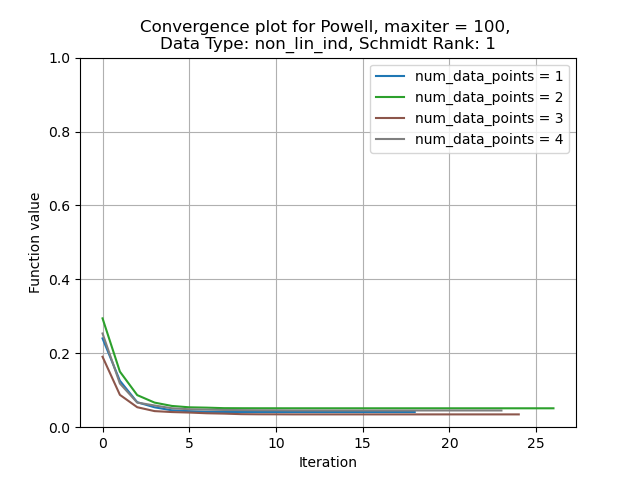 Convergence plot for Powell, maxiter = 100,
Data Type: non_lin_ind, Schmidt Rank: 1
num_data_points = 1
num_data_points = 2
num_data_points = 3
num_data_points = 4
Function value
1.0
0.8
0.6
0.4
0.2
0.0
0 5 10 15 20 25
Iteration